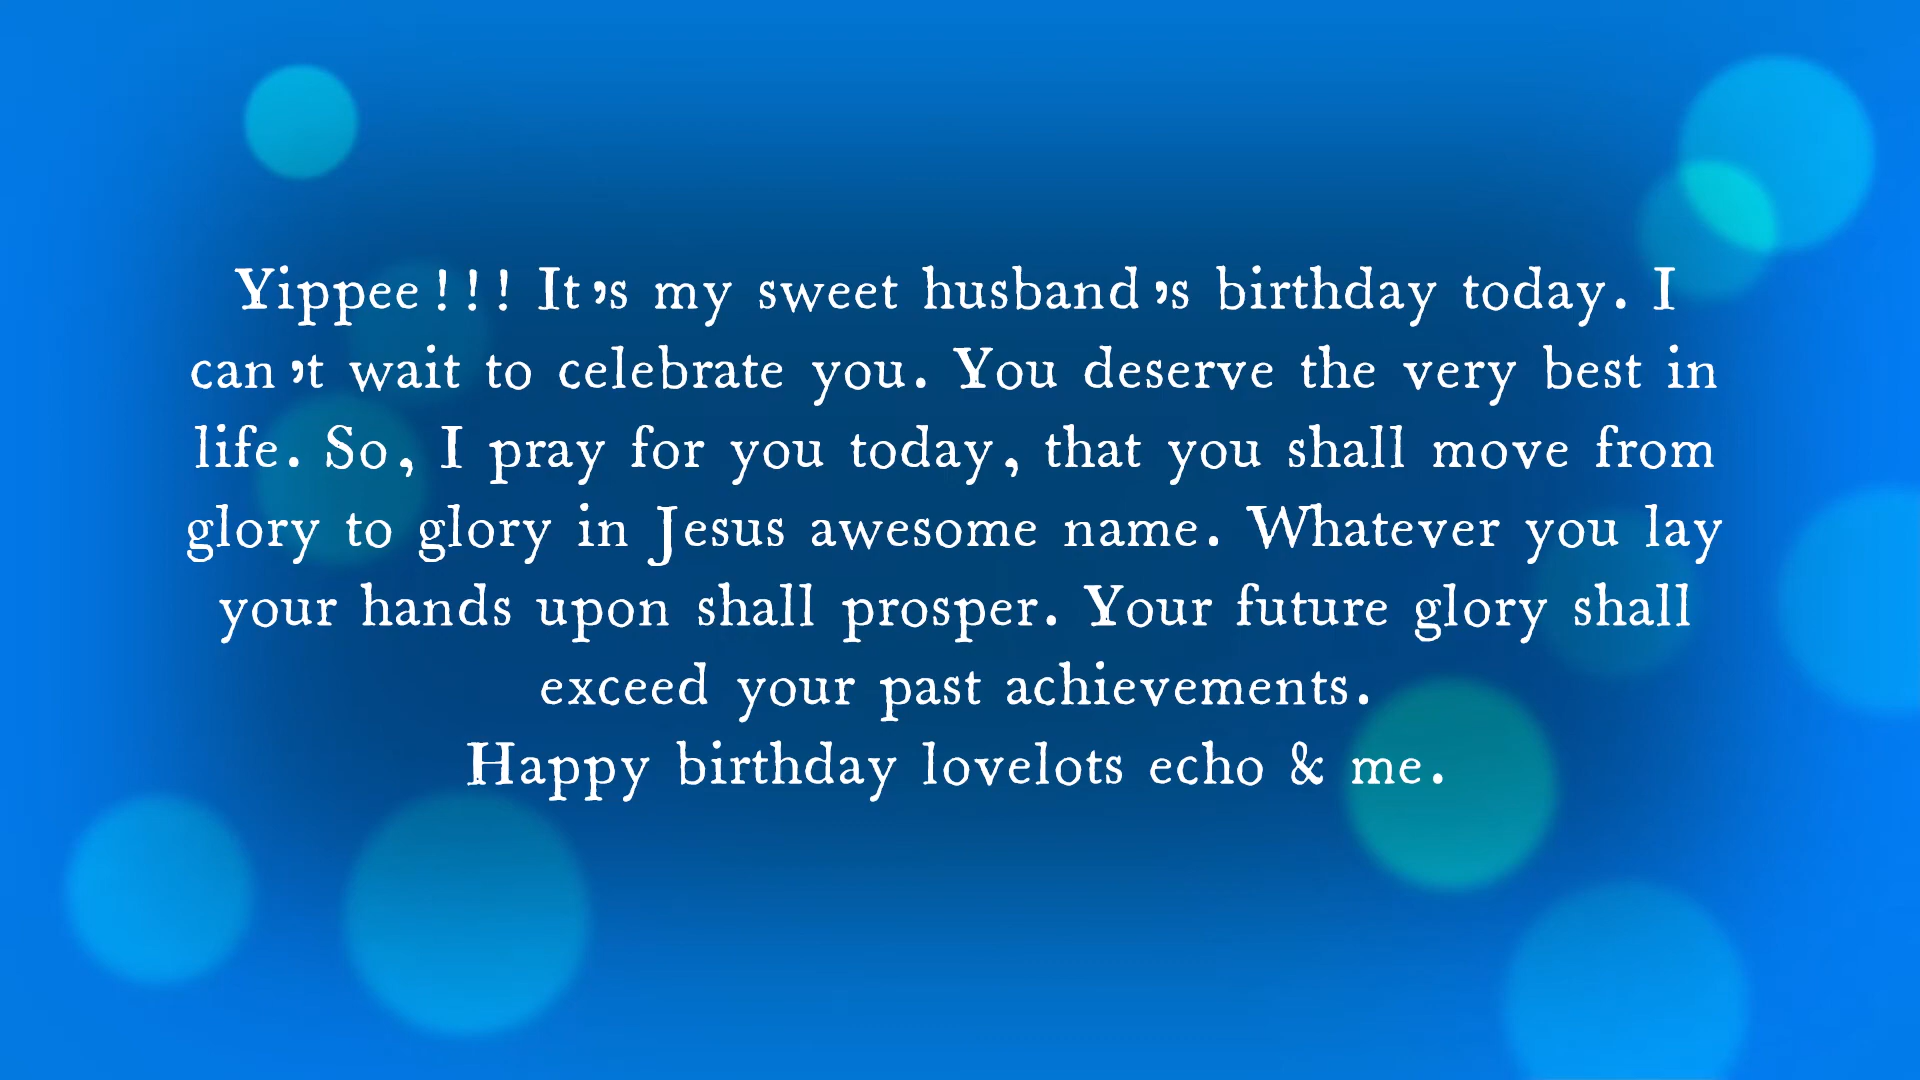 Yippee!!! It's my sweet husband's birthday today. I
can't wait to celebrate you. You deserve the very best in
life. So, I pray for you today, that you shall move from
glory to glory in Jesus awesome name. Whatever you lay
your hands upon shall prosper. Your future glory shall
exceed your past achievements.
Happy birthday lovelots echo & me.